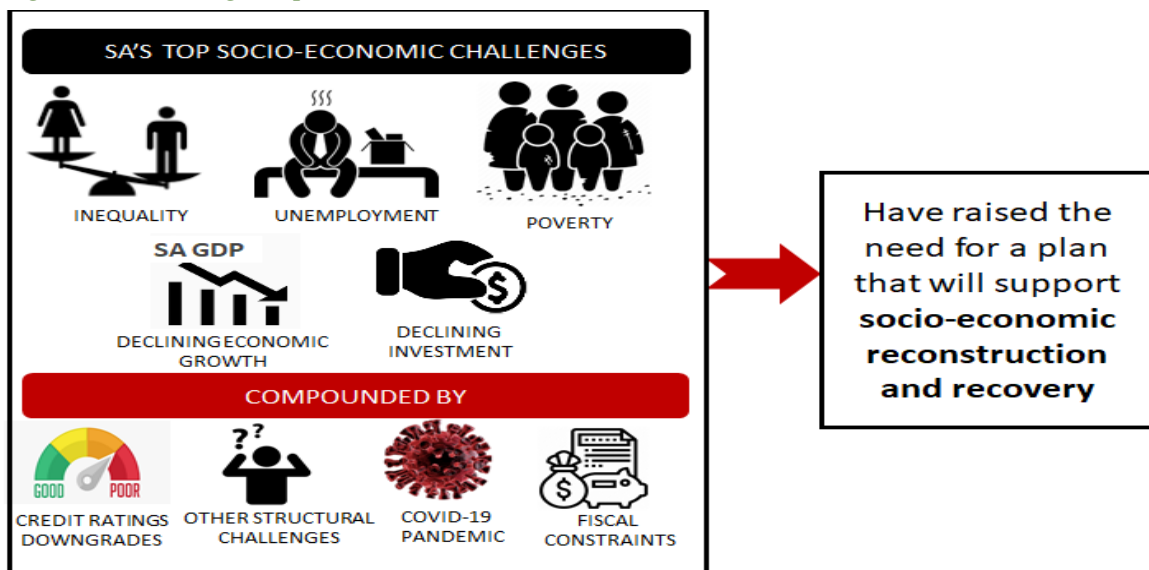 SA'S TOP SOCIO-ECONOMIC CHALLENGES
INEQUALITY
UNEMPLOYMENT
POVERTY
SA GDP
DECLINING ECONOMIC
GROWTH
$
DECLINING
INVESTMENT
COMPOUNDED BY
GOOD
POOR
CREDIT RATINGS
DOWNGRADES
??
OTHER STRUCTURAL
CHALLENGES
COVID-19
PANDEMIC
$
FISCAL
CONSTRAINTS
Have raised the
need for a plan
that will support
socio-economic
reconstruction
and recovery